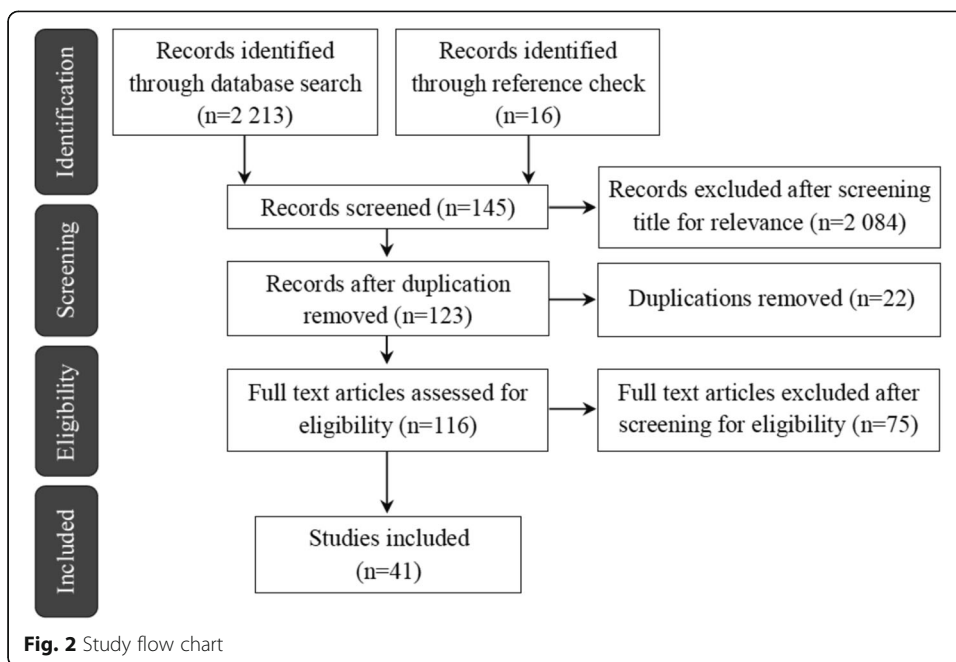 Identification
Records identified
through database search
(n=2 213)
Records identified
through reference check
(n=16)
Screening
Records screened (n=145)
Records excluded after screening
title for relevance (n=2 084)
Records after duplication
removed (n=123)
Duplications removed (n=22)
Eligibility
Full text articles assessed for
eligibility (n=116)
Full text articles excluded after
screening for eligibility (n=75)
Included
Studies included
(n=41)
Fig. 2 Study flow chart